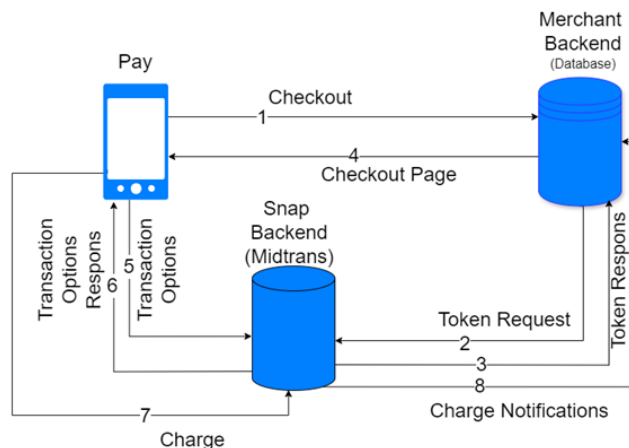 Merchant
Backend
(Database)
Pay
Checkout
1
4
Checkout Page
Snap
Backend
(Midtrans)
Transaction
Options
Respons
6
5
Transaction
Options
Token Request
2
3
Token Respons
8
Charge Notifications
7
Charge